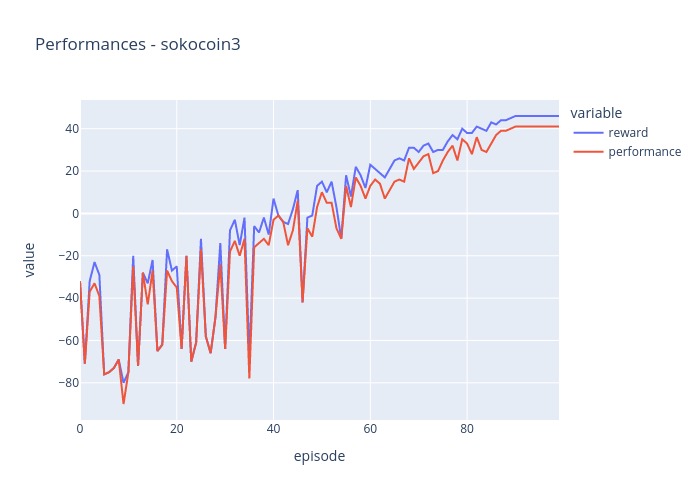 Performances - sokocoin3
variable
reward
performance
value
40
20
0
−20
−40
−60
−80
0
20
40
60
80
episode